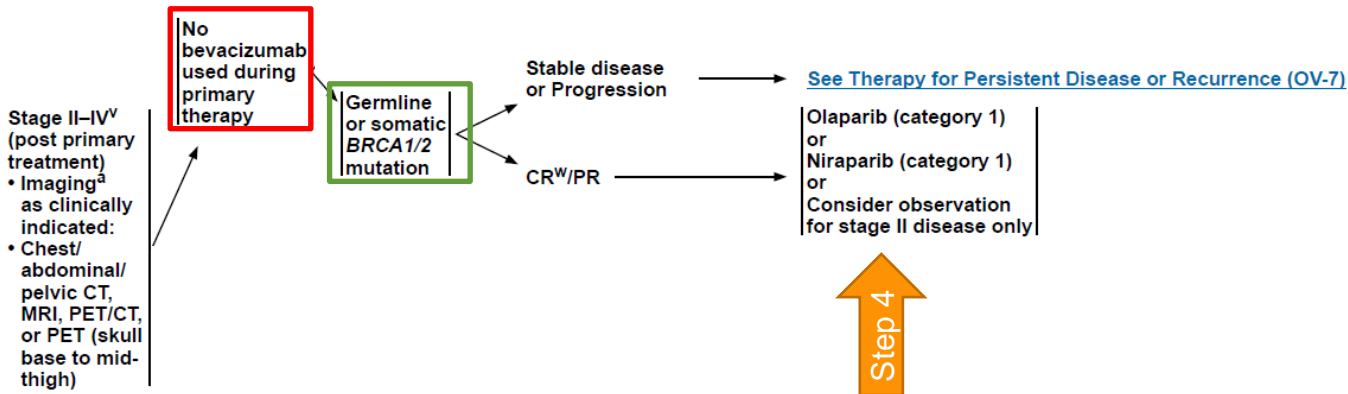 No
bevacizumab
used during
primary
therapy
Stage II–IVᵛ
(post primary
treatment)
• Imagingᵃ
as clinically
indicated:
• Chest/
abdominal/
pelvic CT,
MRI, PET/CT,
or PET (skull
base to mid-
thigh)
Germline
or somatic
BRCA1/2
mutation
Stable disease
or Progression
See Therapy for Persistent Disease or Recurrence (OV-7)
CRᵂ/PR
Olaparib (category 1)
or
Niraparib (category 1)
or
Consider observation
for stage II disease only
Step 4